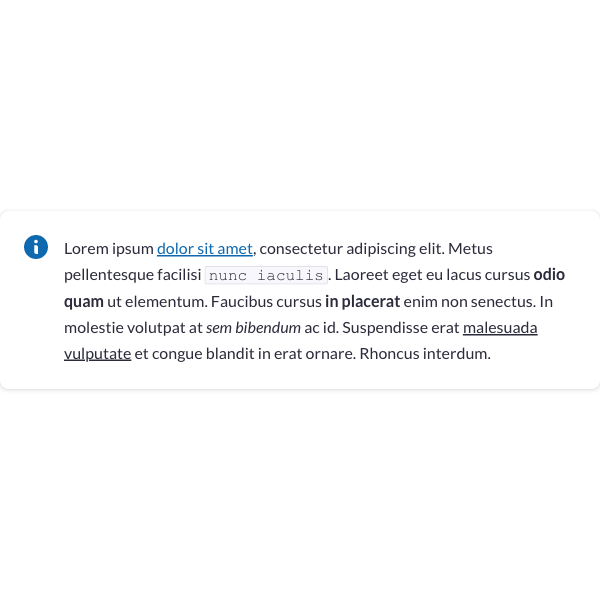 Lorem ipsum dolor sit amet, consectetur adipiscing elit. Metus
pellentesque facilisi nunc iaculis. Laoreet eget eu lacus cursus odio
quam ut elementum. Faucibus cursus in placerat enim non senectus. In
molestie volutpat at sem bibendum ac id. Suspendisse erat malesuada
vulputate et congue blandit in erat ornare. Rhoncus interdum.